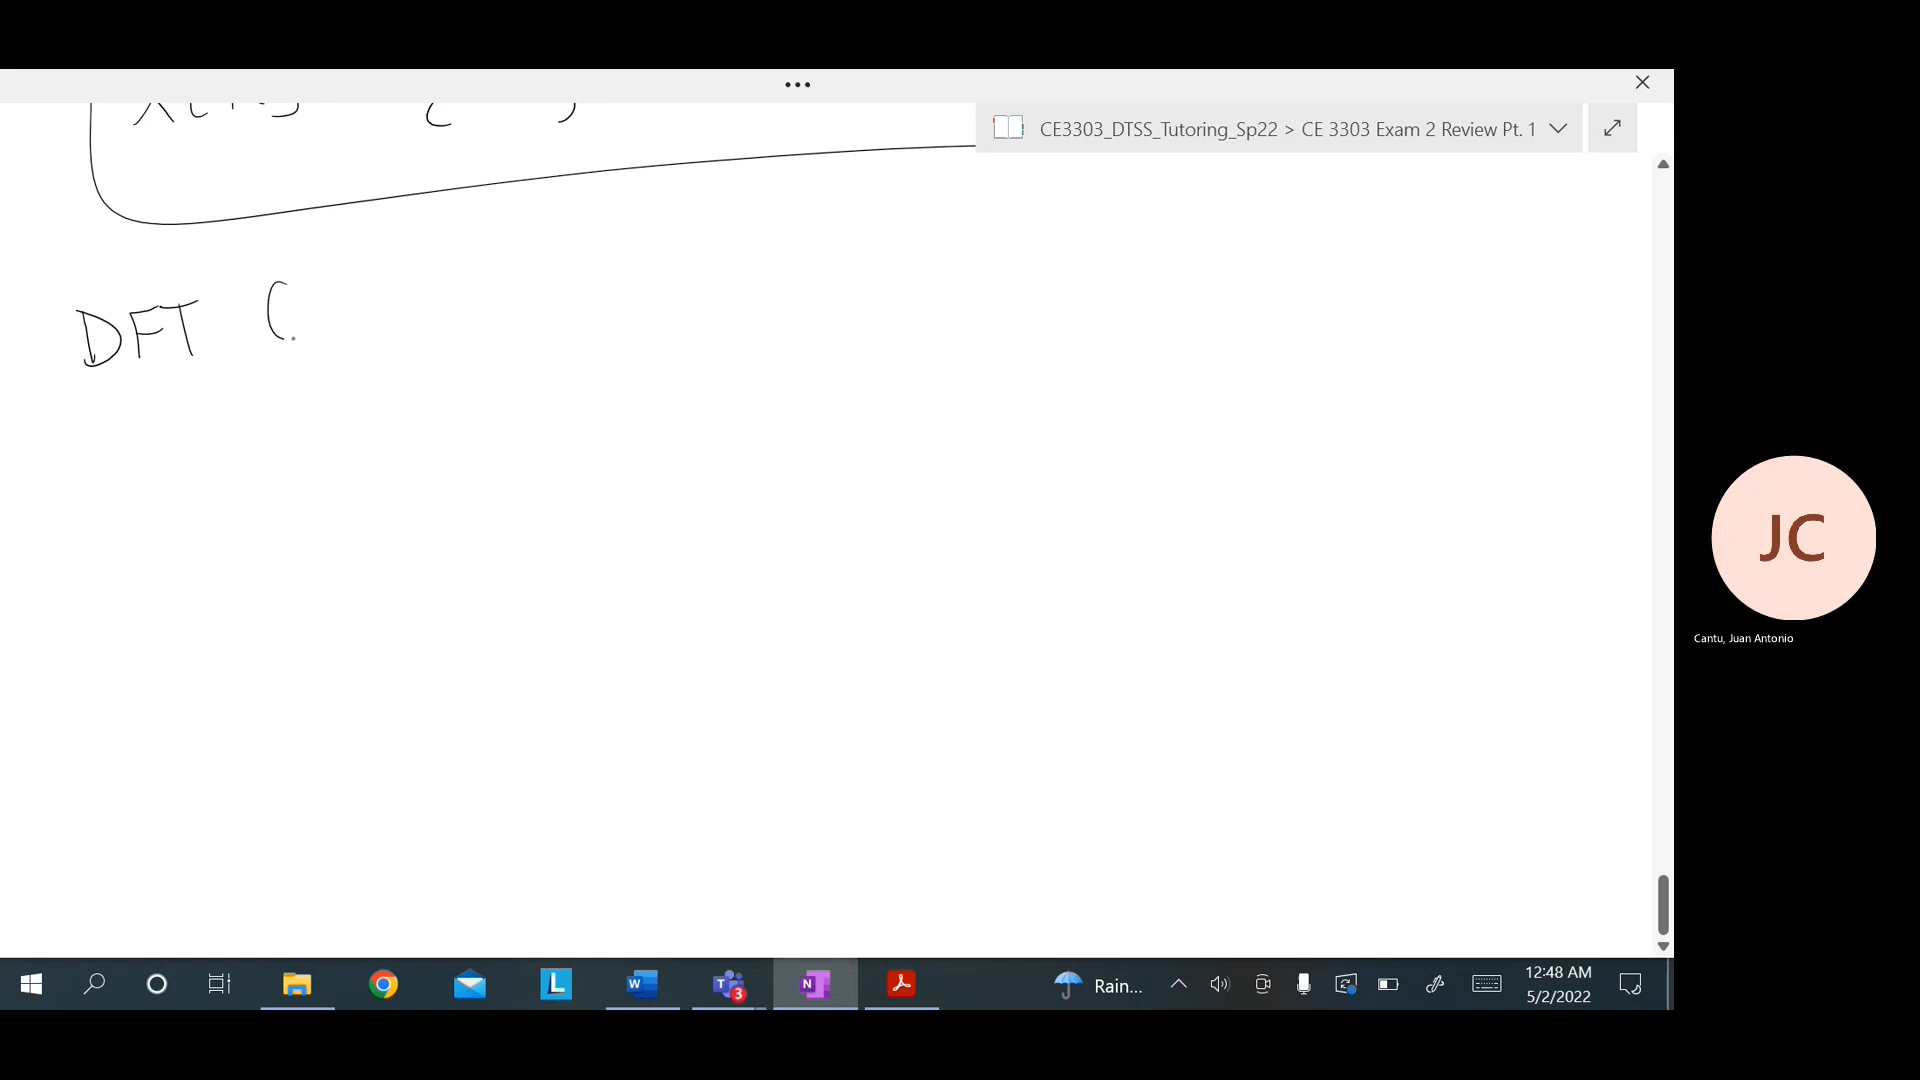 CE3303_DTSS_Tutoring_Sp22 > CE 3303 Exam 2 Review Pt. 1
DFT (
JC
Cantu, Juan Antonio
Rain...
12:48 AM
5/2/2022